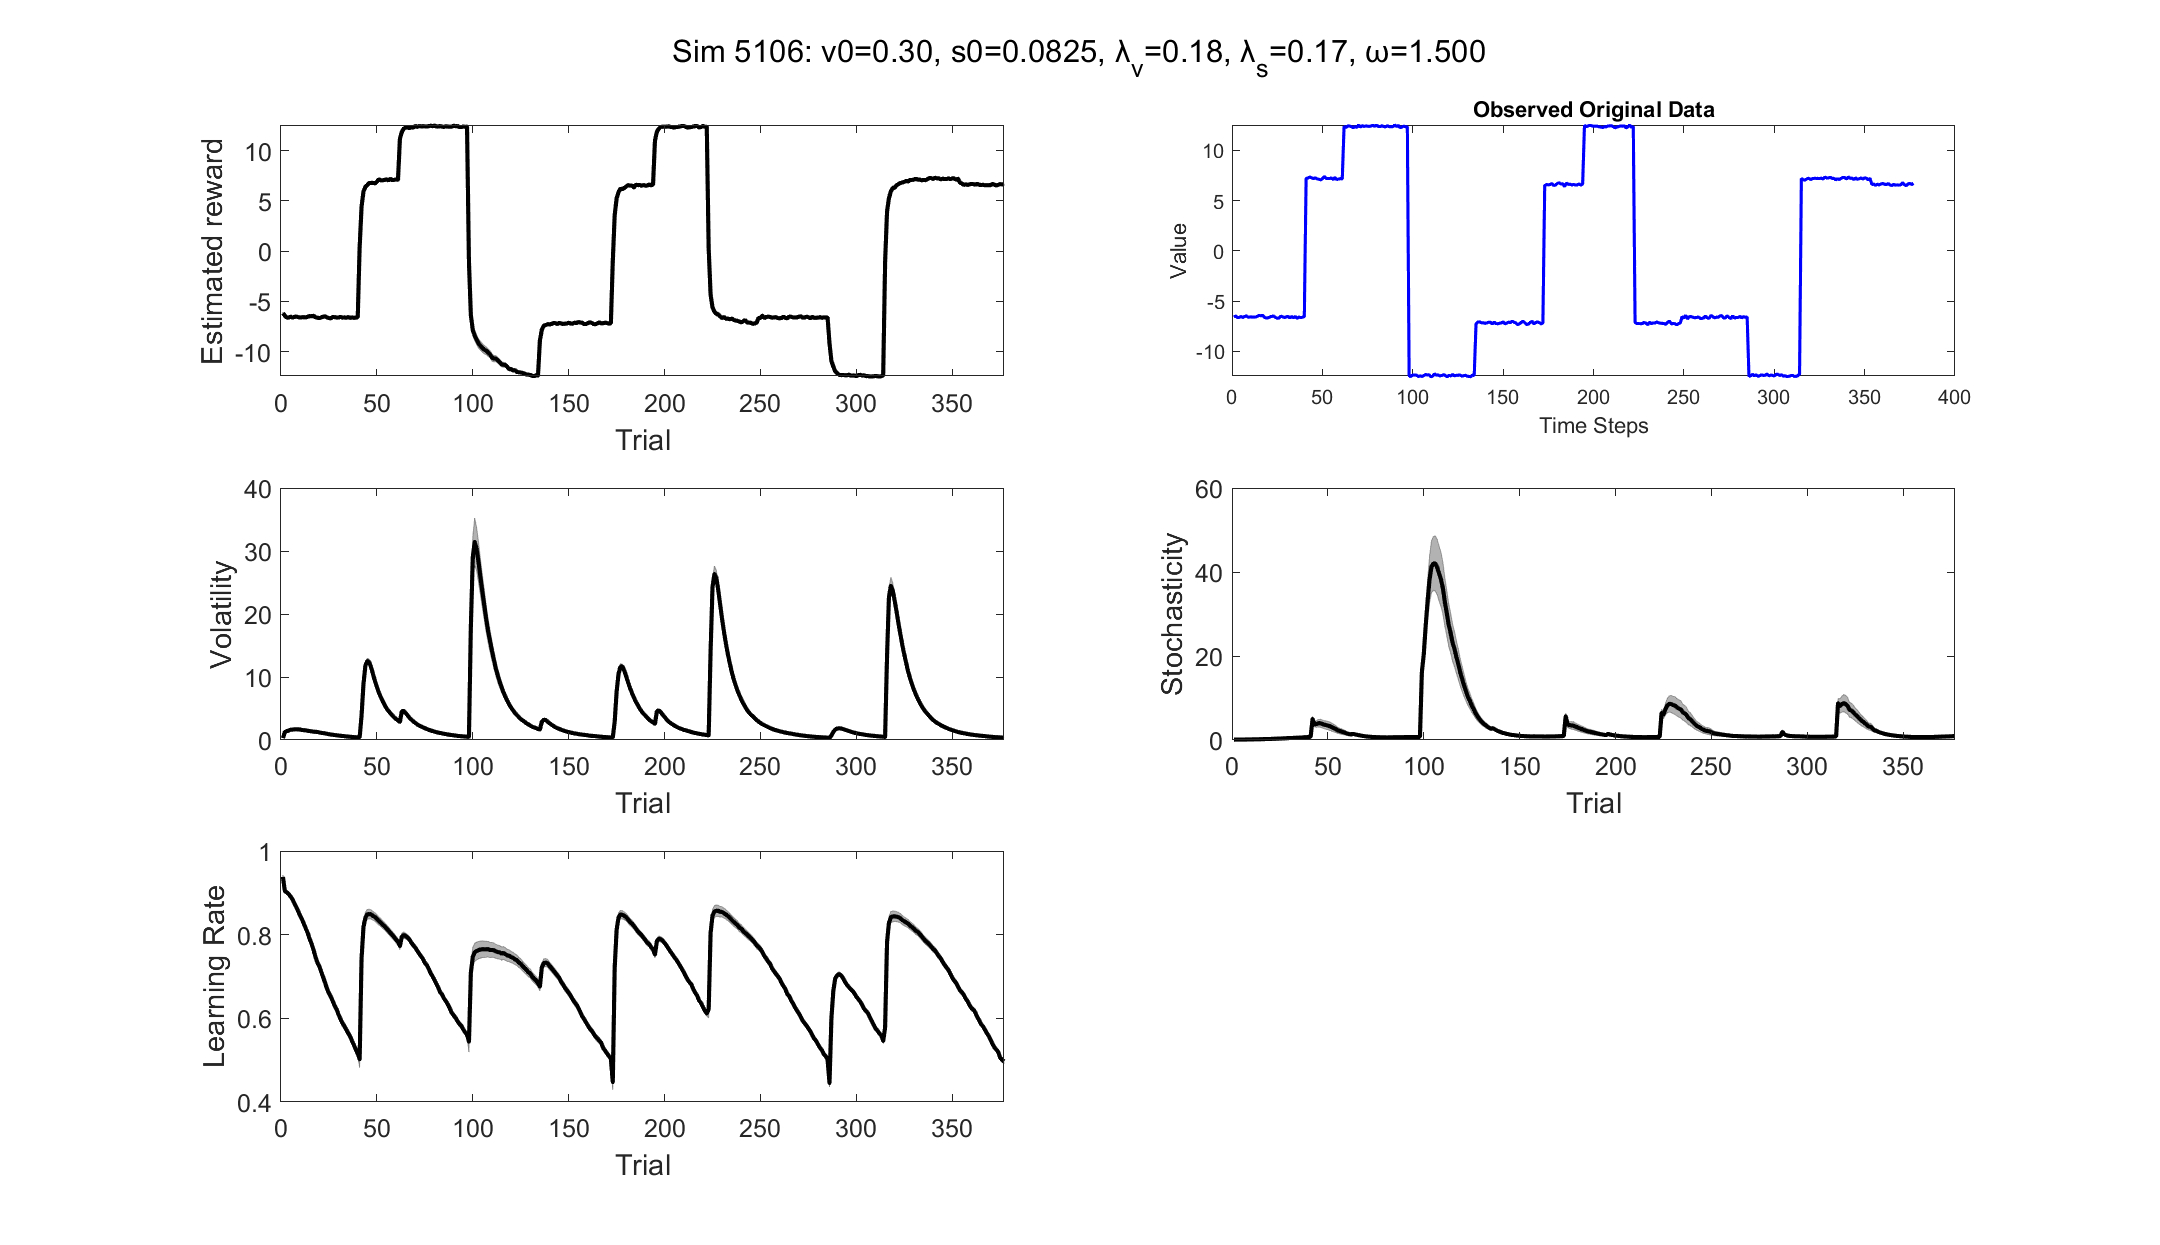 Sim 5106: v0=0.30, s0=0.0825, λv=0.18, λs=0.17, ω=1.500
Estimated reward
10
5
0
-5
-10
0 50 100 150 200 250 300 350
Trial
Observed Original Data
Value
10
5
0
-5
-10
0 50 100 150 200 250 300 350 400
Time Steps
Volatility
40
30
20
10
0
0 50 100 150 200 250 300 350
Trial
Stochasticity
60
40
20
0
0 50 100 150 200 250 300 350
Trial
Learning Rate
1
0.8
0.6
0.4
0 50 100 150 200 250 300 350
Trial